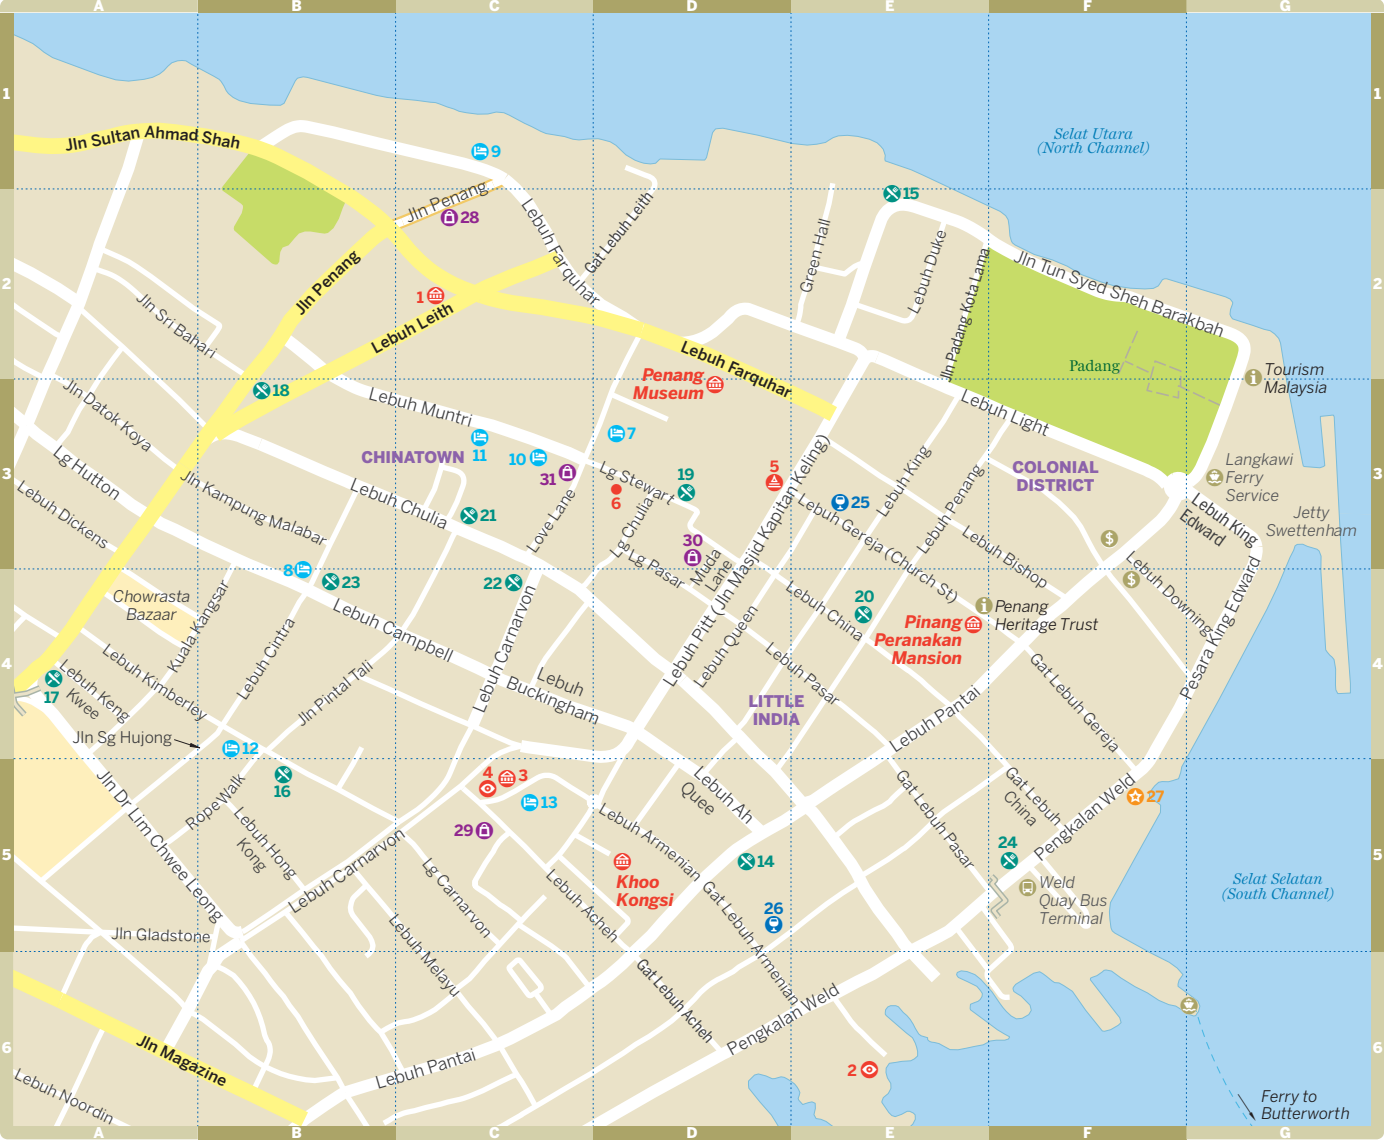 A
B
C
D
E
F
G
1
1
Jln Sultan Ahmad Shah
9
Selat Utara
(North Channel)
Jln Penang
28
15
Lebuh Farquhar
Gat Lebuh Leith
Green Hall
Lebuh Duke
Jln Padang Kota Lama
Jln Tun Syed Sheh Barakbah
2
2
Jln Penang
1
Lebuh Leith
Jln Sri Bahari
Lebuh Farquhar
Padang
Tourism
Malaysia
Penang
Museum
18
Jln Datok Koya
Lebuh Muntri
Lebuh Light
7
11
10
CHINATOWN
31
Lg Stewart
19
5
6
COLONIAL
DISTRICT
Langkawi
Ferry
Service
3
3
Lg Hutton
Lebuh Dickens
Jln Kampung Malabar
Lebuh Chulia
21
Love Lane
Lg Chulia
25
Lebuh King
Lebuh Penang
Lebuh King
Edward
Jetty
Swettenham
30
Lg Pasar
Muda
Lane
Lebuh Pitt (Jln Masjid Kapitan Keling)
Lebuh Gereja (Church St)
Lebuh Bishop
$
$
Lebuh Downing
8
23
22
Chowrasta
Bazaar
Kuala Kangsar
Lebuh Cintra
Lebuh Campbell
Lebuh Carnarvon
Lebuh Queen
Lebuh China
20
Penang
Heritage Trust
Pinang
Peranakan
Mansion
Pesara King Edward
4
4
17
Lebuh Keng
Kwee
Lebuh Kimberley
Jln Pintal Tali
Lebuh
Buckingham
Lebuh Pasar
LITTLE
INDIA
Lebuh Pantai
Gat Lebuh Gereja
Jln Sg Hujong
12
16
4
3
13
29
Lebuh Ah
Quee
Gat Lebuh Pasar
Gat Lebuh
China
Pengkalan Weld
27
Jln Dr Lim Chwee Leong
Rope Walk
Lebuh Hong
Kong
Lebuh Carnarvon
Lg Carnarvon
Lebuh Armenian
14
24
5
5
Khoo
Kongsi
Lebuh Acheh
Gat Lebuh Armenian
26
Weld
Quay Bus
Terminal
Selat Selatan
(South Channel)
Jln Gladstone
Lebuh Melayu
Gat Lebuh Acheh
Pengkalan Weld
Jln Magazine
Lebuh Pantai
2
6
6
Lebuh Noordin
Ferry to
Butterworth
A
B
C
D
E
F
G